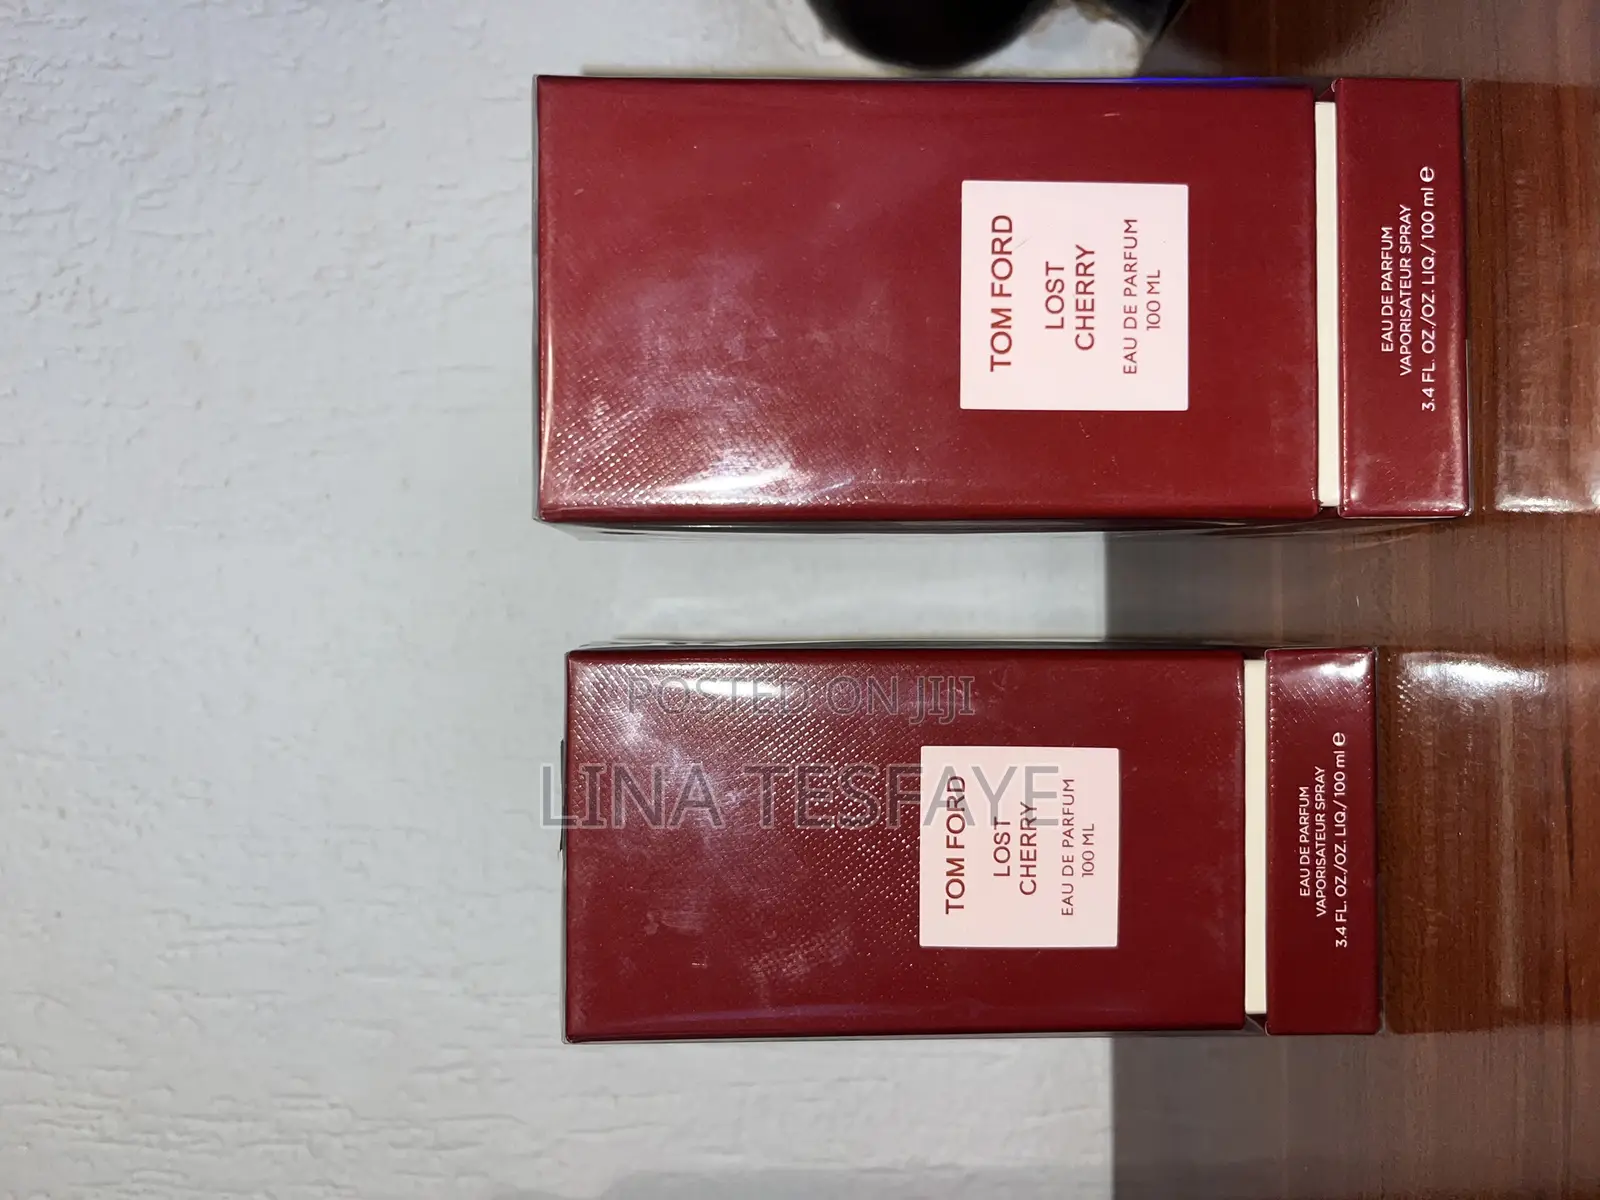 TOM FORD
LOST
CHERRY
EAU DE PARFUM
100 ML
EAU DE PARFUM
VAPORISATEUR SPRAY
3.4 FL. OZ./OZ. LIQ./100 ml e
POSTED ON JIJI
LINA TESFAYE
TOM FORD
LOST
CHERRY
EAU DE PARFUM
100 ML
EAU DE PARFUM
VAPORISATEUR SPRAY
3.4 FL. OZ./OZ. LIQ./100 ml e